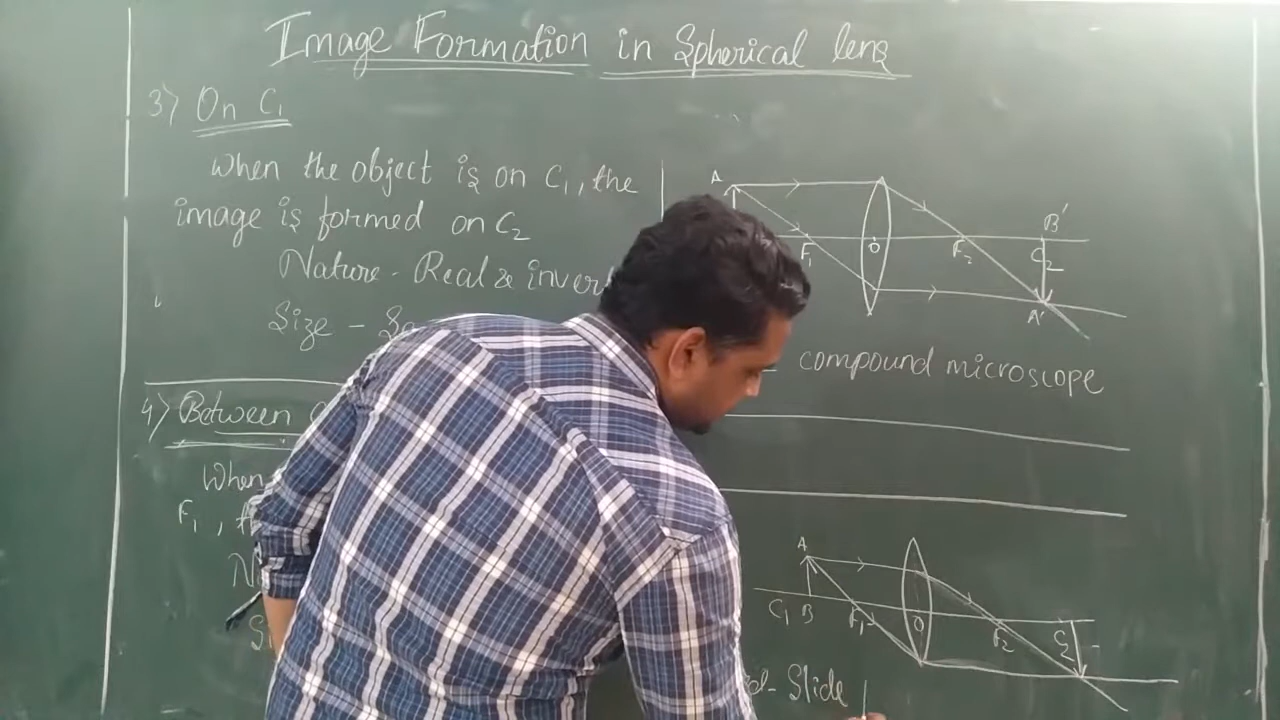 Image Formation in Spherical lens
3) On C₁
When the object is on C₁, the
image is formed on C₂
Nature - Real & invert
Size - Sa
A
F₁
O
F₂
B'
C₂
A'
compound microscope
4) Between
When
F₁, t
A
C₁ B
F₁
O
F₂
C₂
Slide